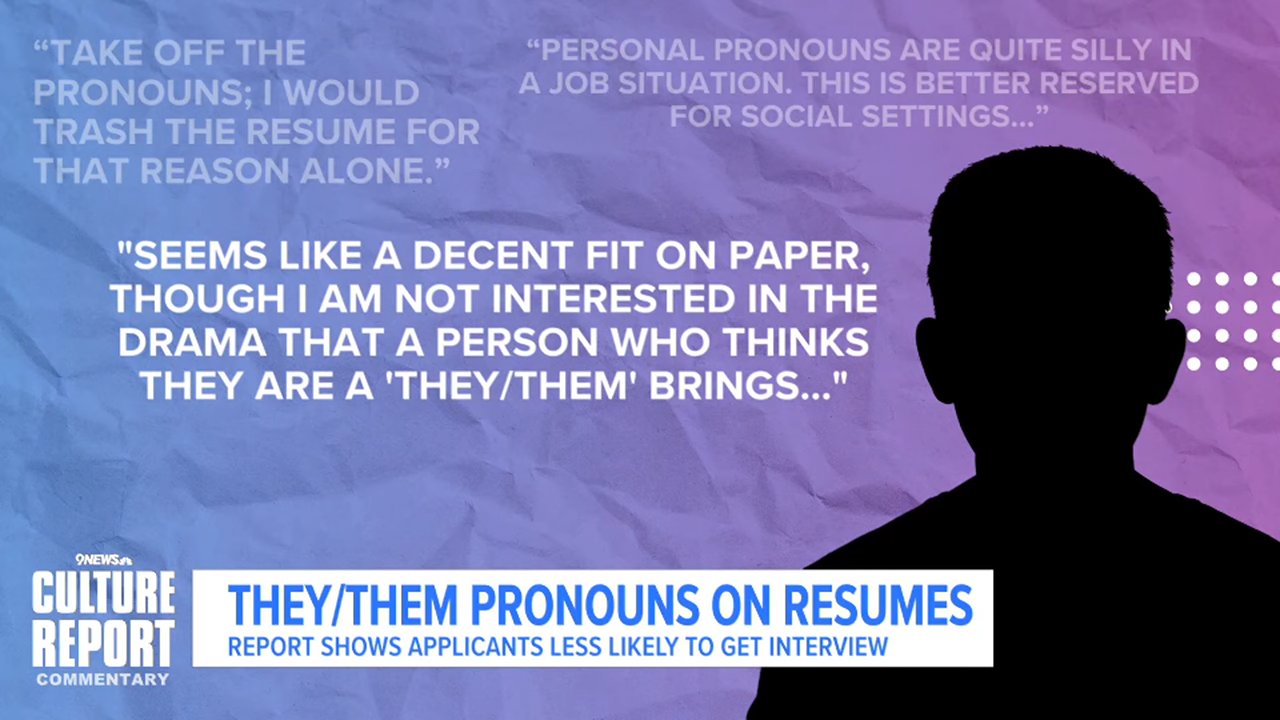 “TAKE OFF THE
PRONOUNS; I WOULD
TRASH THE RESUME FOR
THAT REASON ALONE.”
“PERSONAL PRONOUNS ARE QUITE SILLY IN
A JOB SITUATION. THIS IS BETTER RESERVED
FOR SOCIAL SETTINGS...”
"SEEMS LIKE A DECENT FIT ON PAPER,
THOUGH I AM NOT INTERESTED IN THE
DRAMA THAT A PERSON WHO THINKS
THEY ARE A 'THEY/THEM' BRINGS..."
9NEWS
CULTURE
REPORT
COMMENTARY
THEY/THEM PRONOUNS ON RESUMES
REPORT SHOWS APPLICANTS LESS LIKELY TO GET INTERVIEW